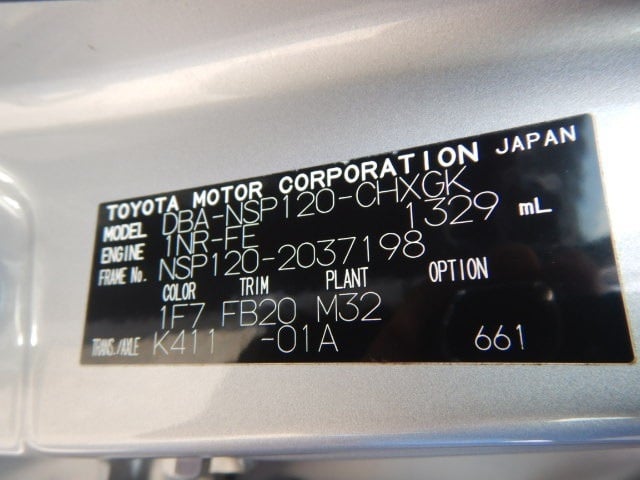 TOYOTA MOTOR CORPORATION JAPAN
MODEL DBA-NSP120-CHXGK
ENGINE 1NR-FE 1329 mL
FRAME No. NSP120-2037198
COLOR TRIM PLANT OPTION
1F7 FB20 M32
TRANS./AXLE K411 -01A 661